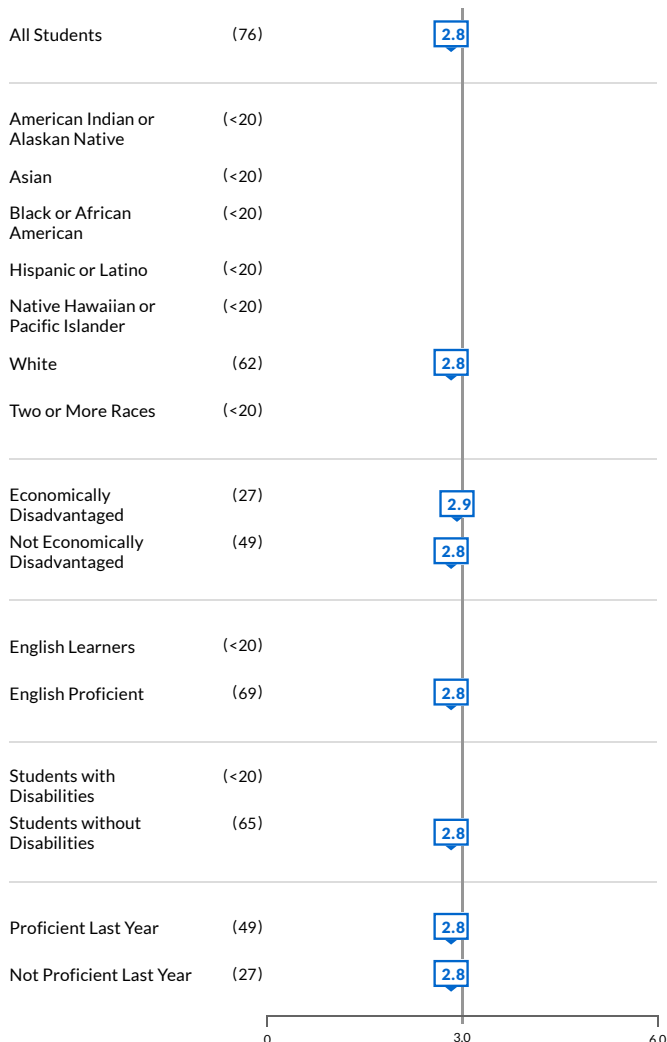 All Students (76) 2.8
American Indian or (<20)
Alaskan Native
Asian (<20)
Black or African (<20)
American
Hispanic or Latino (<20)
Native Hawaiian or (<20)
Pacific Islander
White (62) 2.8
Two or More Races (<20)
Economically (27) 2.9
Disadvantaged
Not Economically (49) 2.8
Disadvantaged
English Learners (<20)
English Proficient (69) 2.8
Students with (<20)
Disabilities
Students without (65) 2.8
Disabilities
Proficient Last Year (49) 2.8
Not Proficient Last Year (27) 2.8
0 3.0 6.0